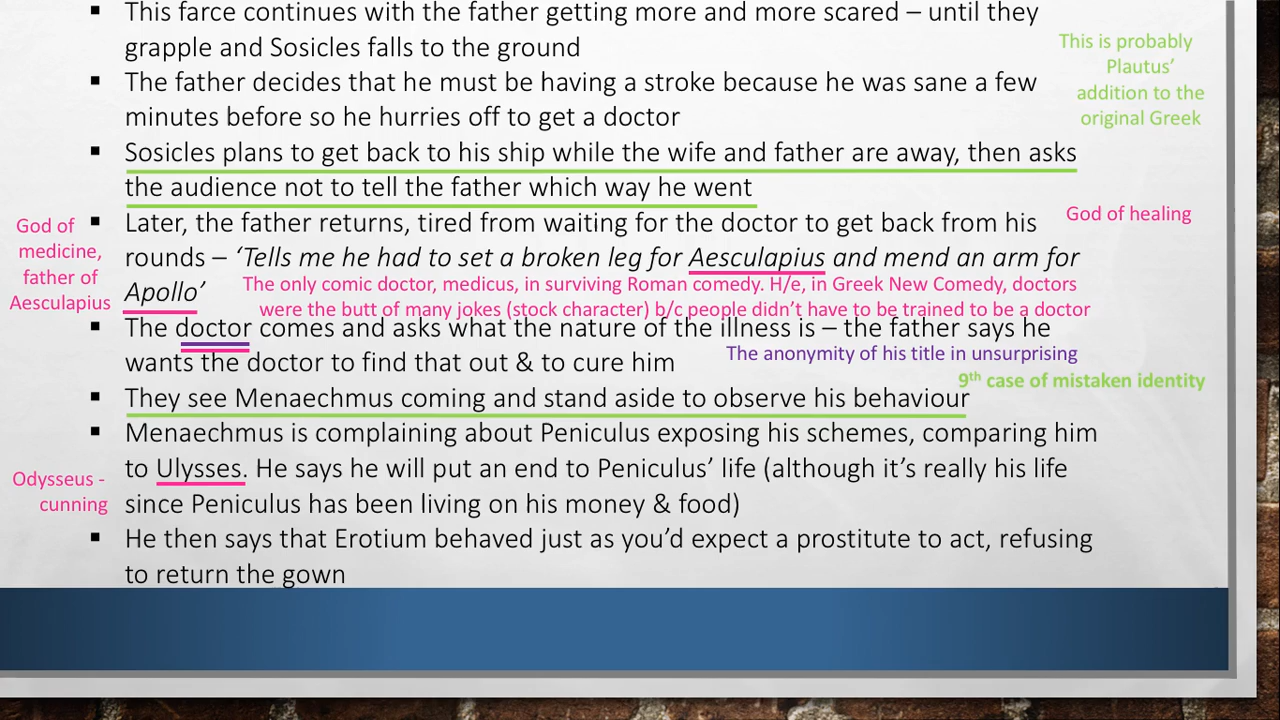 ▪ This farce continues with the father getting more and more scared – until they
grapple and Sosicles falls to the ground
This is probably
Plautus’
addition to the
original Greek
▪ The father decides that he must be having a stroke because he was sane a few
minutes before so he hurries off to get a doctor
▪ Sosicles plans to get back to his ship while the wife and father are away, then asks
the audience not to tell the father which way he went
God of
medicine,
father of
Aesculapius
▪ Later, the father returns, tired from waiting for the doctor to get back from his
God of healing
rounds – ‘Tells me he had to set a broken leg for Aesculapius and mend an arm for
Apollo’
The only comic doctor, medicus, in surviving Roman comedy. H/e, in Greek New Comedy, doctors
were the butt of many jokes (stock character) b/c people didn’t have to be trained to be a doctor
▪ The doctor comes and asks what the nature of the illness is – the father says he
wants the doctor to find that out & to cure him
The anonymity of his title in unsurprising
9th case of mistaken identity
▪ They see Menaechmus coming and stand aside to observe his behaviour
▪ Menaechmus is complaining about Peniculus exposing his schemes, comparing him
to Ulysses. He says he will put an end to Peniculus’ life (although it’s really his life
since Peniculus has been living on his money & food)
Odysseus -
cunning
▪ He then says that Erotium behaved just as you’d expect a prostitute to act, refusing
to return the gown